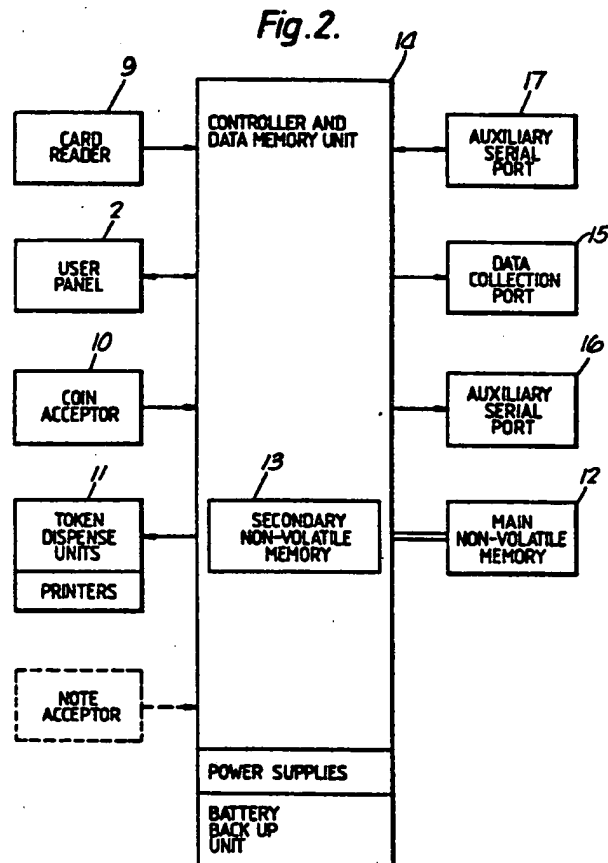 Fig.2.
14
9
CARD
READER
CONTROLLER AND
DATA MEMORY UNIT
17
AUXILIARY
SERIAL
PORT
2
USER
PANEL
15
DATA
COLLECTION
PORT
10
COIN
ACCEPTOR
16
AUXILIARY
SERIAL
PORT
11
TOKEN
DISPENSE
UNITS
PRINTERS
13
SECONDARY
NON-VOLATILE
MEMORY
12
MAIN
NON-VOLATILE
MEMORY
NOTE
ACCEPTOR
POWER SUPPLIES
BATTERY
BACK UP
UNIT